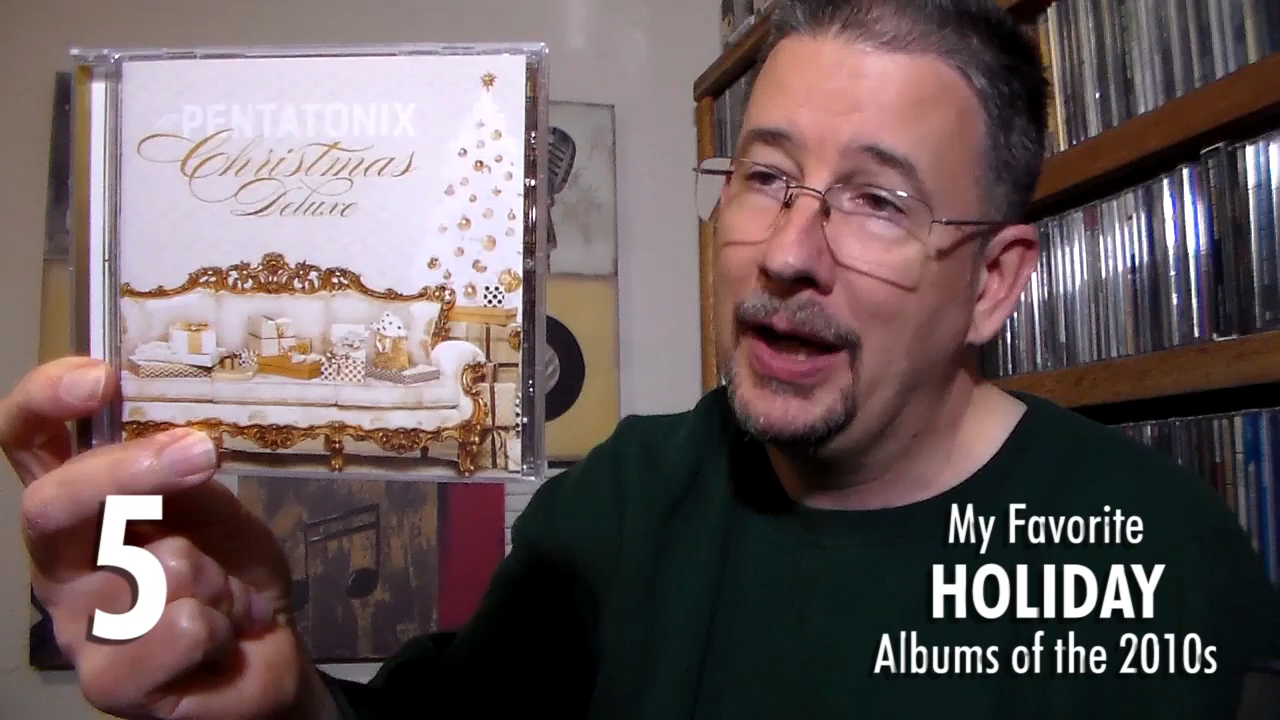 PENTATONIX
Christmas
Deluxe
5
My Favorite
HOLIDAY
Albums of the 2010s